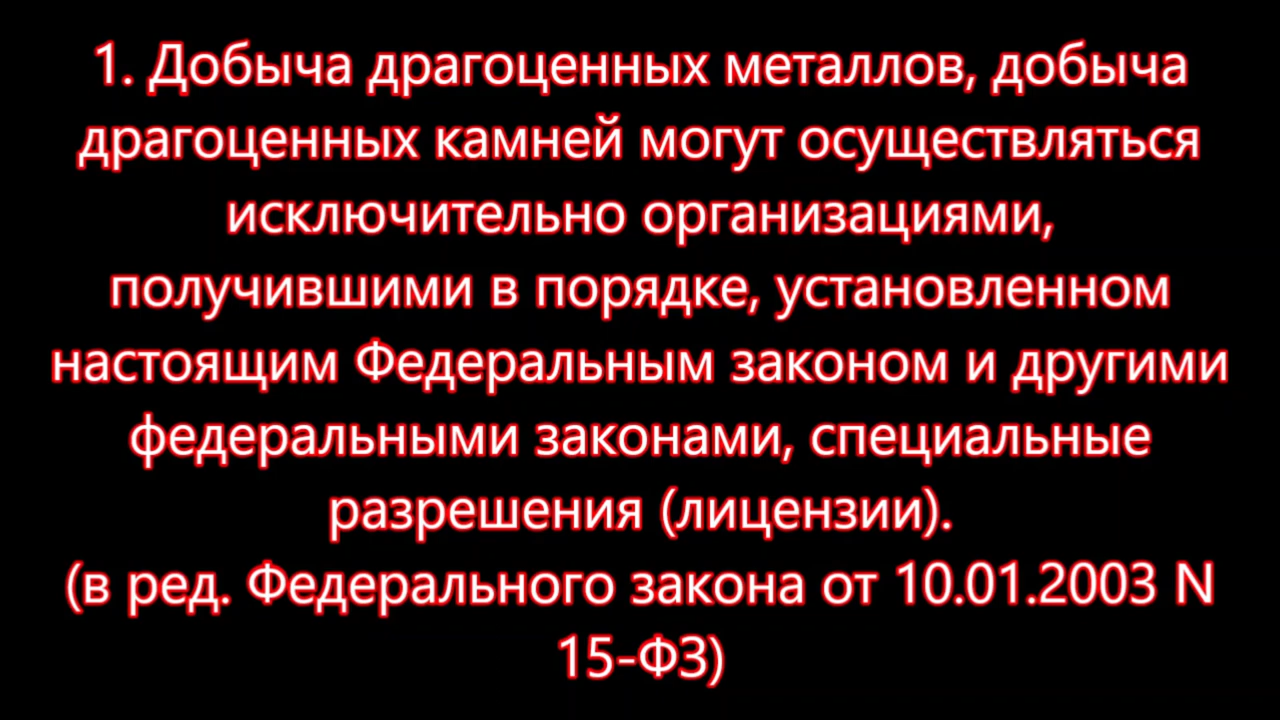 1. Добыча драгоценных металлов, добыча
драгоценных камней могут осуществляться
исключительно организациями,
получившими в порядке, установленном
настоящим Федеральным законом и другими
федеральными законами, специальные
разрешения (лицензии).
(в ред. Федерального закона от 10.01.2003 N
15-ФЗ)